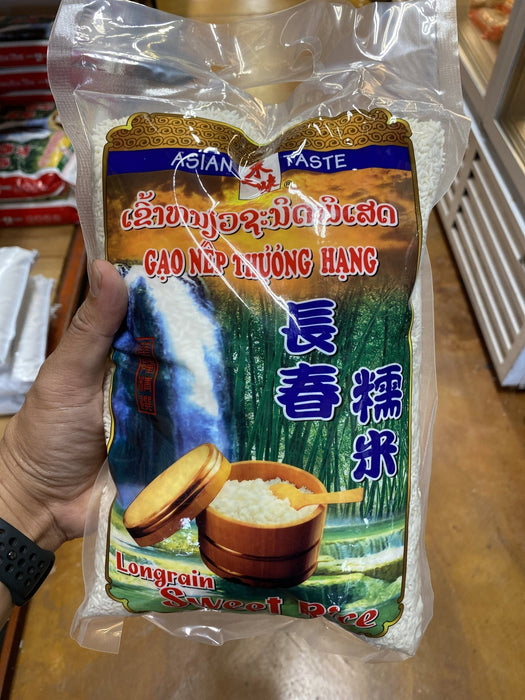 ASIAN TASTE
ເຂົ້າໜຽວຊະນິດພິເສດ
GẠO NẾP THƯỢNG HẠNG
長春
糯米
Longrain
Sweet Rice